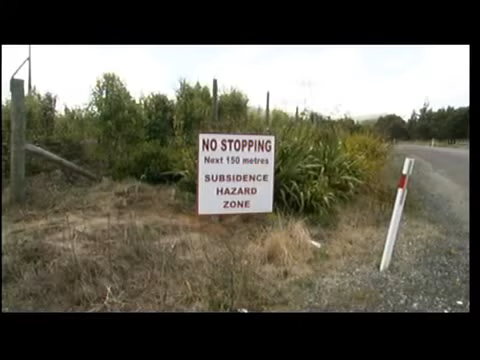 NO STOPPING
Next 150 metres
SUBSIDENCE
HAZARD
ZONE